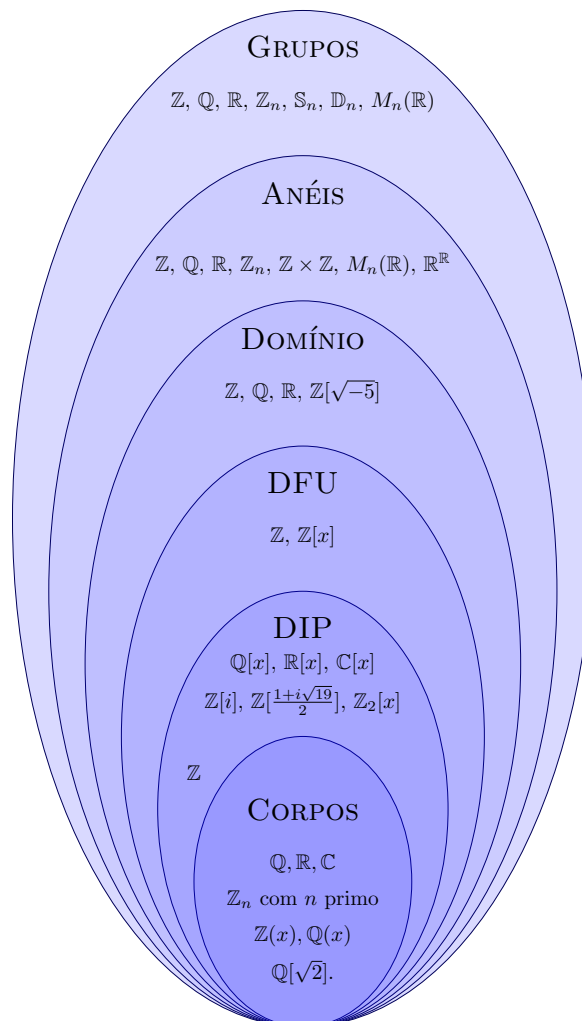 GRUPOS
ℤ, ℚ, ℝ, ℤₙ, 𝕊ₙ, 𝔻ₙ, Mₙ(ℝ)
ANÉIS
ℤ, ℚ, ℝ, ℤₙ, ℤ × ℤ, Mₙ(ℝ), ℝ^ℝ
DOMÍNIO
ℤ, ℚ, ℝ, ℤ[√−5]
DFU
ℤ, ℤ[x]
DIP
ℚ[x], ℝ[x], ℂ[x]
ℤ[i], ℤ[(1+i√19)/2], ℤ₂[x]
ℤ
CORPOS
ℚ, ℝ, ℂ
ℤₙ com n primo
ℤ(x), ℚ(x)
ℚ[√2].